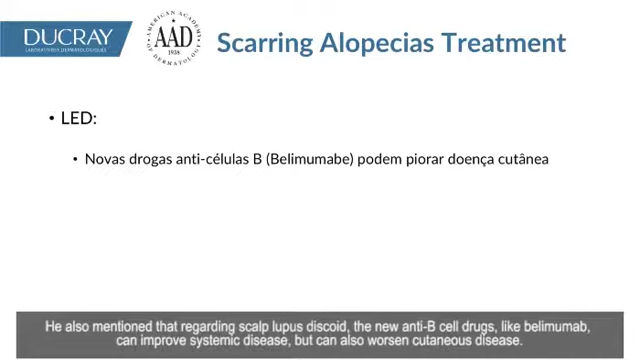 DUCRAY
LABORATOIRES DERMATOLOGIQUES
AMERICAN ACADEMY OF DERMATOLOGY
AAD
1938
Scarring Alopecias Treatment
• LED:
• Novas drogas anti-células B (Belimumabe) podem piorar doença cutânea
He also mentioned that regarding scalp lupus discoid, the new anti-B cell drugs, like belimumab,
can improve systemic disease, but can also worsen cutaneous disease.